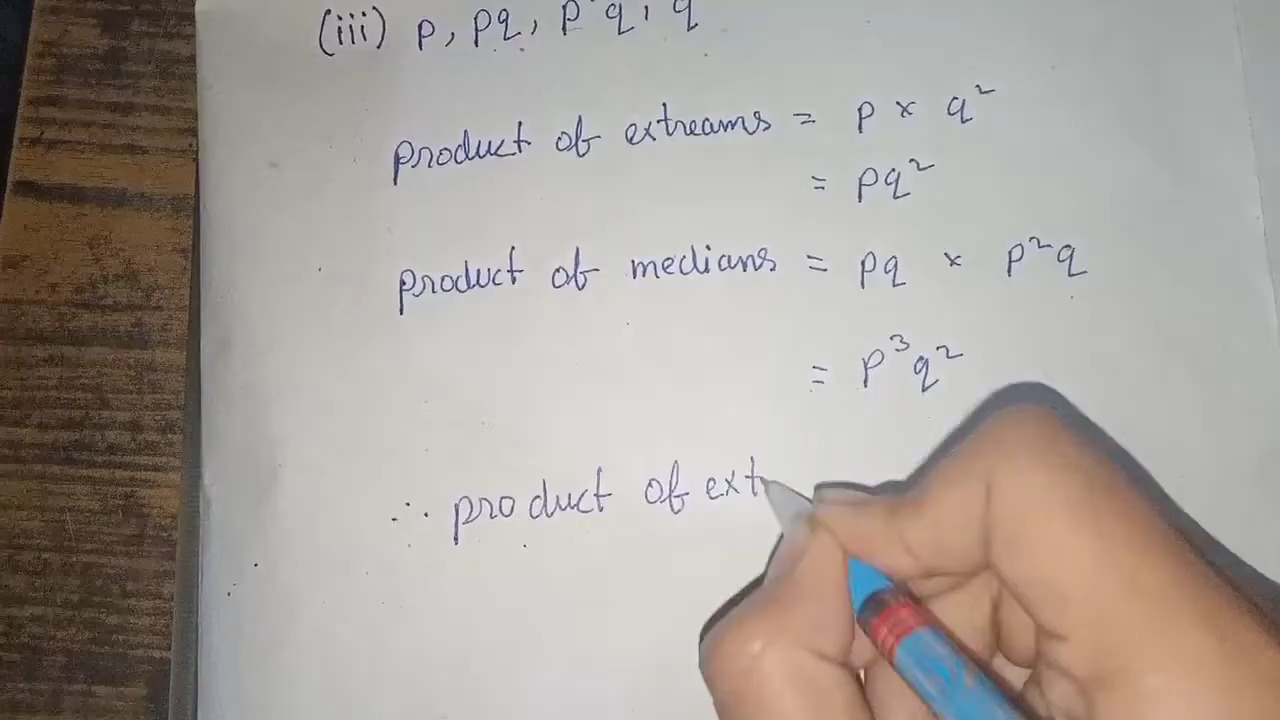 (iii) p, pq, p²q, q
product of extreams = p × q²
= pq²
product of medians = pq × p²q
= p³q²
∴ product of ext